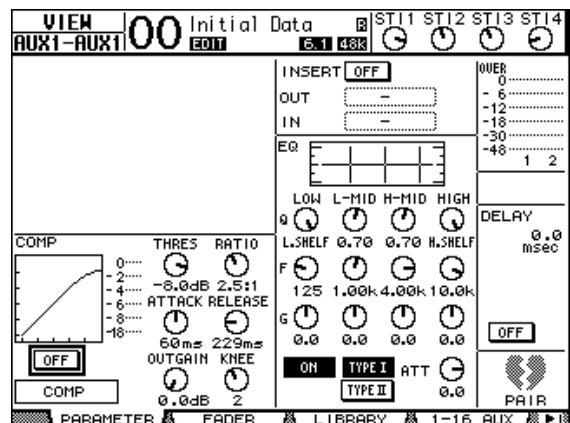 VIEW
AUX1-AUX1
00
Initial Data
EDIT
6.1 48K
STI1 STI2 STI3 STI4
INSERT OFF
OUT -
IN -
OVER
0
- 6
-12
-18
-30
-48
1 2
EQ
LOW L-MID H-MID HIGH
Q
L.SHELF 0.70 0.70 H.SHELF
F
125 1.00k 4.00k 10.0k
G
0.0 0.0 0.0 0.0
ON TYPE I ATT
TYPE II 0.0
DELAY
0.0
msec
OFF
PAIR
COMP
THRES RATIO
0
- 2
- 4
- 6
- 8
-18
-8.0dB 2.5:1
ATTACK RELEASE
60ms 229ms
OUTGAIN KNEE
0.0dB 2
OFF
COMP
PARAMETER FADER LIBRARY 1-16 AUX